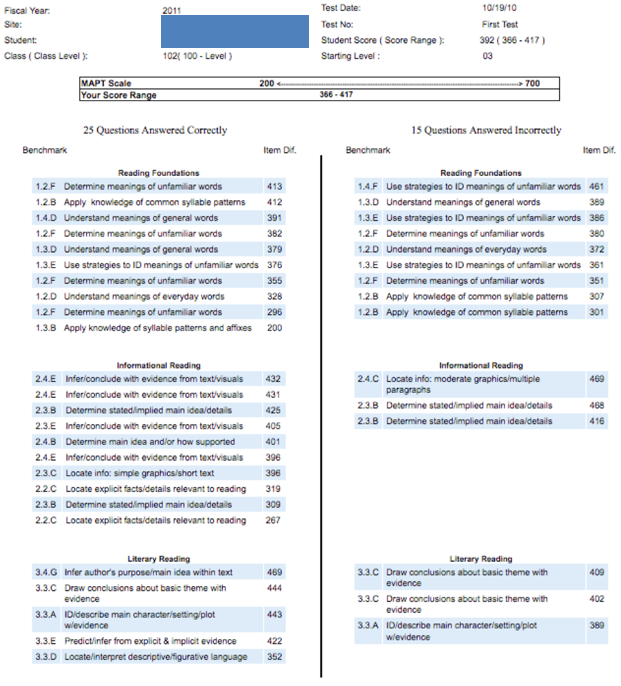 Fiscal Year: 2011 Test Date: 10/19/10
Site: Test No: First Test
Student: Student Score ( Score Range ): 392 ( 366 - 417 )
Class ( Class Level ): 102( 100 - Level ) Starting Level : 03
MAPT Scale 200 <---> 700
Your Score Range 366 - 417
25 Questions Answered Correctly
Benchmark Item Dif.
Reading Foundations
1.2.F Determine meanings of unfamiliar words 413
1.2.B Apply knowledge of common syllable patterns 412
1.4.D Understand meanings of general words 391
1.2.F Determine meanings of unfamiliar words 382
1.3.D Understand meanings of general words 379
1.3.E Use strategies to ID meanings of unfamiliar words 376
1.2.F Determine meanings of unfamiliar words 355
1.2.D Understand meanings of everyday words 328
1.2.F Determine meanings of unfamiliar words 296
1.3.B Apply knowledge of syllable patterns and affixes 200
Informational Reading
2.4.E Infer/conclude with evidence from text/visuals 432
2.4.E Infer/conclude with evidence from text/visuals 431
2.3.B Determine stated/implied main idea/details 425
2.3.E Infer/conclude with evidence from text/visuals 405
2.4.B Determine main idea and/or how supported 401
2.4.E Infer/conclude with evidence from text/visuals 396
2.3.C Locate info: simple graphics/short text 396
2.2.C Locate explicit facts/details relevant to reading 319
2.3.B Determine stated/implied main idea/details 309
2.2.C Locate explicit facts/details relevant to reading 267
Literary Reading
3.4.G Infer author's purpose/main idea within text 469
3.3.C Draw conclusions about basic theme with 444
evidence
3.3.A ID/describe main character/setting/plot 443
w/evidence
3.3.E Predict/infer from explicit & implicit evidence 422
3.3.D Locate/interpret descriptive/figurative language 352
15 Questions Answered Incorrectly
Benchmark Item Dif.
Reading Foundations
1.4.F Use strategies to ID meanings of unfamiliar words 461
1.3.D Understand meanings of general words 389
1.3.E Use strategies to ID meanings of unfamiliar words 386
1.2.F Determine meanings of unfamiliar words 380
1.2.D Understand meanings of everyday words 372
1.3.E Use strategies to ID meanings of unfamiliar words 361
1.2.F Determine meanings of unfamiliar words 351
1.2.B Apply knowledge of common syllable patterns 307
1.2.B Apply knowledge of common syllable patterns 301
Informational Reading
2.4.C Locate info: moderate graphics/multiple 469
paragraphs
2.3.B Determine stated/implied main idea/details 468
2.3.B Determine stated/implied main idea/details 416
Literary Reading
3.3.C Draw conclusions about basic theme with 409
evidence
3.3.C Draw conclusions about basic theme with 402
evidence
3.3.A ID/describe main character/setting/plot 389
w/evidence